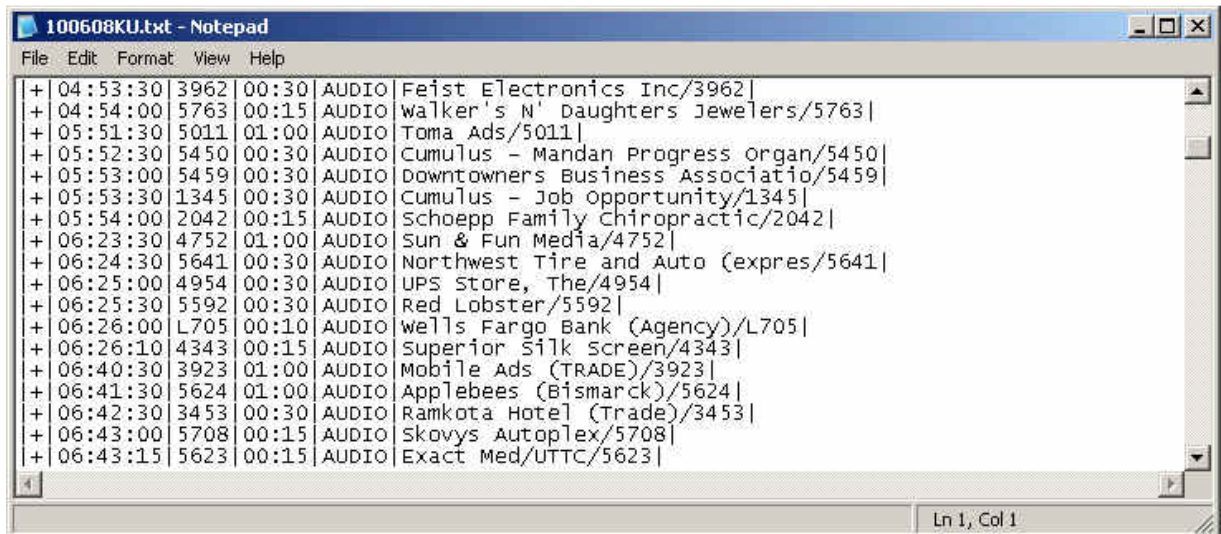 100608KU.txt - Notepad
File Edit Format View Help
|+|04:53:30|3962|00:30|AUDIO|Feist Electronics Inc/3962|
|+|04:54:00|5763|00:15|AUDIO|Walker's N' Daughters Jewelers/5763|
|+|05:51:30|5011|01:00|AUDIO|Toma Ads/5011|
|+|05:52:30|5450|00:30|AUDIO|Cumulus - Mandan Progress Organ/5450|
|+|05:53:00|5459|00:30|AUDIO|Downtowners Business Associatio/5459|
|+|05:53:30|1345|00:30|AUDIO|Cumulus - Job Opportunity/1345|
|+|05:54:00|2042|00:15|AUDIO|Schoepp Family Chiropractic/2042|
|+|06:23:30|4752|01:00|AUDIO|Sun & Fun Media/4752|
|+|06:24:30|5641|00:30|AUDIO|Northwest Tire and Auto (expres/5641|
|+|06:25:00|4954|00:30|AUDIO|UPS Store, The/4954|
|+|06:25:30|5592|00:30|AUDIO|Red Lobster/5592|
|+|06:26:00|L705|00:10|AUDIO|Wells Fargo Bank (Agency)/L705|
|+|06:26:10|4343|00:15|AUDIO|Superior Silk Screen/4343|
|+|06:40:30|3923|01:00|AUDIO|Mobile Ads (TRADE)/3923|
|+|06:41:30|5624|01:00|AUDIO|Applebees (Bismarck)/5624|
|+|06:42:30|3453|00:30|AUDIO|Ramkota Hotel (Trade)/3453|
|+|06:43:00|5708|00:15|AUDIO|Skovys Autoplex/5708|
|+|06:43:15|5623|00:15|AUDIO|Exact Med/UTTC/5623|
Ln 1, Col 1